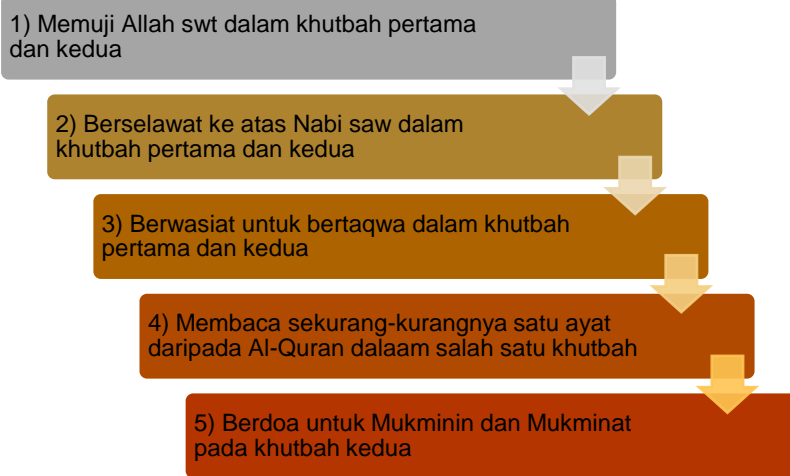 1) Memuji Allah swt dalam khutbah pertama
dan kedua
2) Berselawat ke atas Nabi saw dalam
khutbah pertama dan kedua
3) Berwasiat untuk bertaqwa dalam khutbah
pertama dan kedua
4) Membaca sekurang-kurangnya satu ayat
daripada Al-Quran dalaam salah satu khutbah
5) Berdoa untuk Mukminin dan Mukminat
pada khutbah kedua